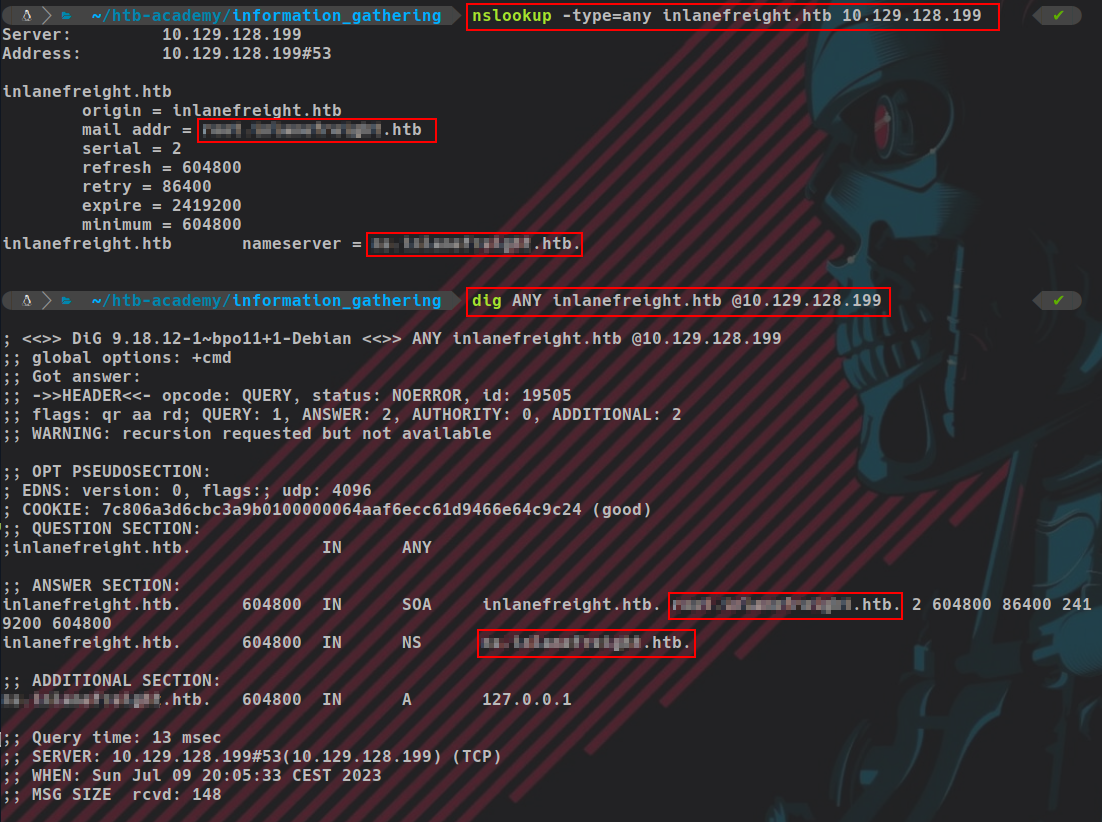 ~/htb-academy/information_gathering nslookup -type=any inlanefreight.htb 10.129.128.199
Server: 10.129.128.199
Address: 10.129.128.199#53
inlanefreight.htb
origin = inlanefreight.htb
mail addr = .htb
serial = 2
refresh = 604800
retry = 86400
expire = 2419200
minimum = 604800
inlanefreight.htb nameserver = .htb.
~/htb-academy/information_gathering dig ANY inlanefreight.htb @10.129.128.199
; <<>> DiG 9.18.12-1~bpo11+1-Debian <<>> ANY inlanefreight.htb @10.129.128.199
;; global options: +cmd
;; Got answer:
;; ->>HEADER<<- opcode: QUERY, status: NOERROR, id: 19505
;; flags: qr aa rd; QUERY: 1, ANSWER: 2, AUTHORITY: 0, ADDITIONAL: 2
;; WARNING: recursion requested but not available
;; OPT PSEUDOSECTION:
; EDNS: version: 0, flags:; udp: 4096
; COOKIE: 7c806a3d6cbc3a9b0100000064aaf6ecc61d9466e64c9c24 (good)
;; QUESTION SECTION:
;inlanefreight.htb. IN ANY
;; ANSWER SECTION:
inlanefreight.htb. 604800 IN SOA inlanefreight.htb. .htb. 2 604800 86400 241
9200 604800
inlanefreight.htb. 604800 IN NS .htb.
;; ADDITIONAL SECTION:
.htb. 604800 IN A 127.0.0.1
;; Query time: 13 msec
;; SERVER: 10.129.128.199#53(10.129.128.199) (TCP)
;; WHEN: Sun Jul 09 20:05:33 CEST 2023
;; MSG SIZE rcvd: 148